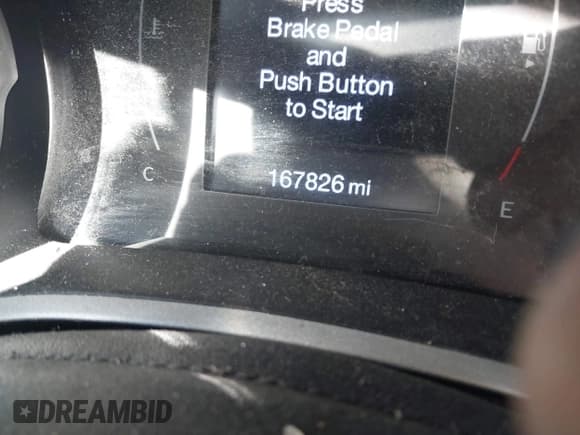 Press
Brake Pedal
and
Push Button
to Start
C
167826 mi
E
DREAMBID